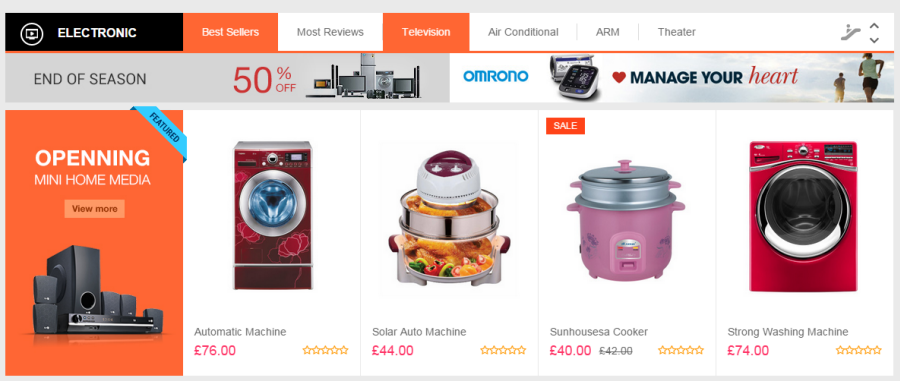 ELECTRONIC
Best Sellers
Most Reviews
Television
Air Conditional
ARM
Theater
END OF SEASON
50%
OFF
OMRONO
MANAGE YOUR heart
FEATURED
OPENNING
MINI HOME MEDIA
View more
SALE
Automatic Machine
£76.00
Solar Auto Machine
£44.00
Sunhousesa Cooker
£40.00 £42.00
Strong Washing Machine
£74.00